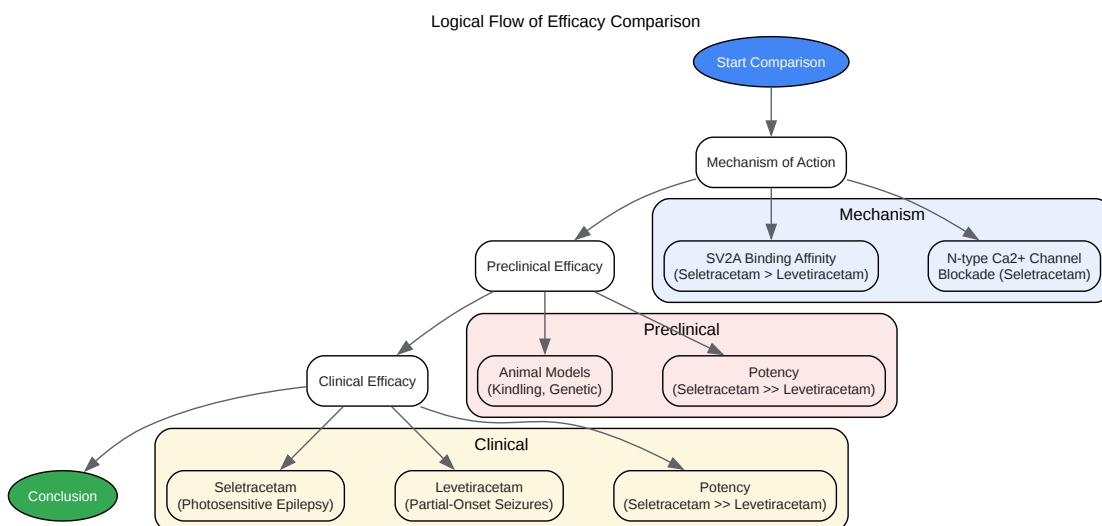 Logical Flow of Efficacy Comparison
Start Comparison
Mechanism of Action
Mechanism
Preclinical Efficacy
SV2A Binding Affinity
(Seletracetam > Levetiracetam)
N-type Ca2+ Channel
Blockade (Seletracetam)
Preclinical
Clinical Efficacy
Animal Models
(Kindling, Genetic)
Potency
(Seletracetam >> Levetiracetam)
Clinical
Conclusion
Seletracetam
(Photosensitive Epilepsy)
Levetiracetam
(Partial-Onset Seizures)
Potency
(Seletracetam >> Levetiracetam)